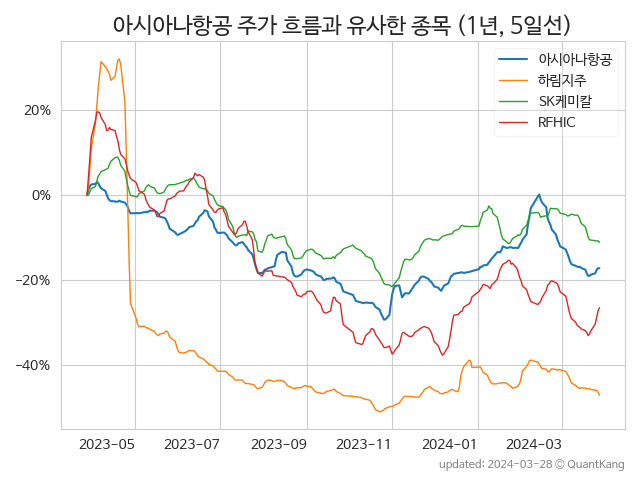 아시아나항공 주가 흐름과 유사한 종목 (1년, 5일선)
아시아나항공
하림지주
SK케미칼
RFHIC
20%
0%
−20%
−40%
2023-05 2023-07 2023-09 2023-11 2024-01 2024-03
updated: 2024-03-28 © QuantKang